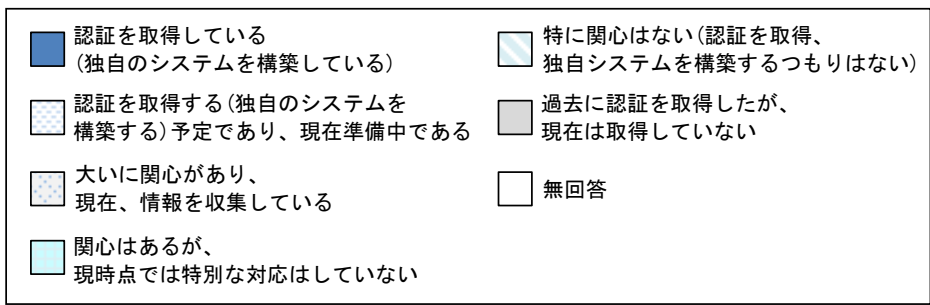 認証を取得している
(独自のシステムを構築している)
認証を取得する(独自のシステムを
構築する)予定であり、現在準備中である
大いに関心があり、
現在、情報を収集している
関心はあるが、
現時点では特別な対応はしていない
特に関心はない(認証を取得、
独自システムを構築するつもりはない)
過去に認証を取得したが、
現在は取得していない
無回答